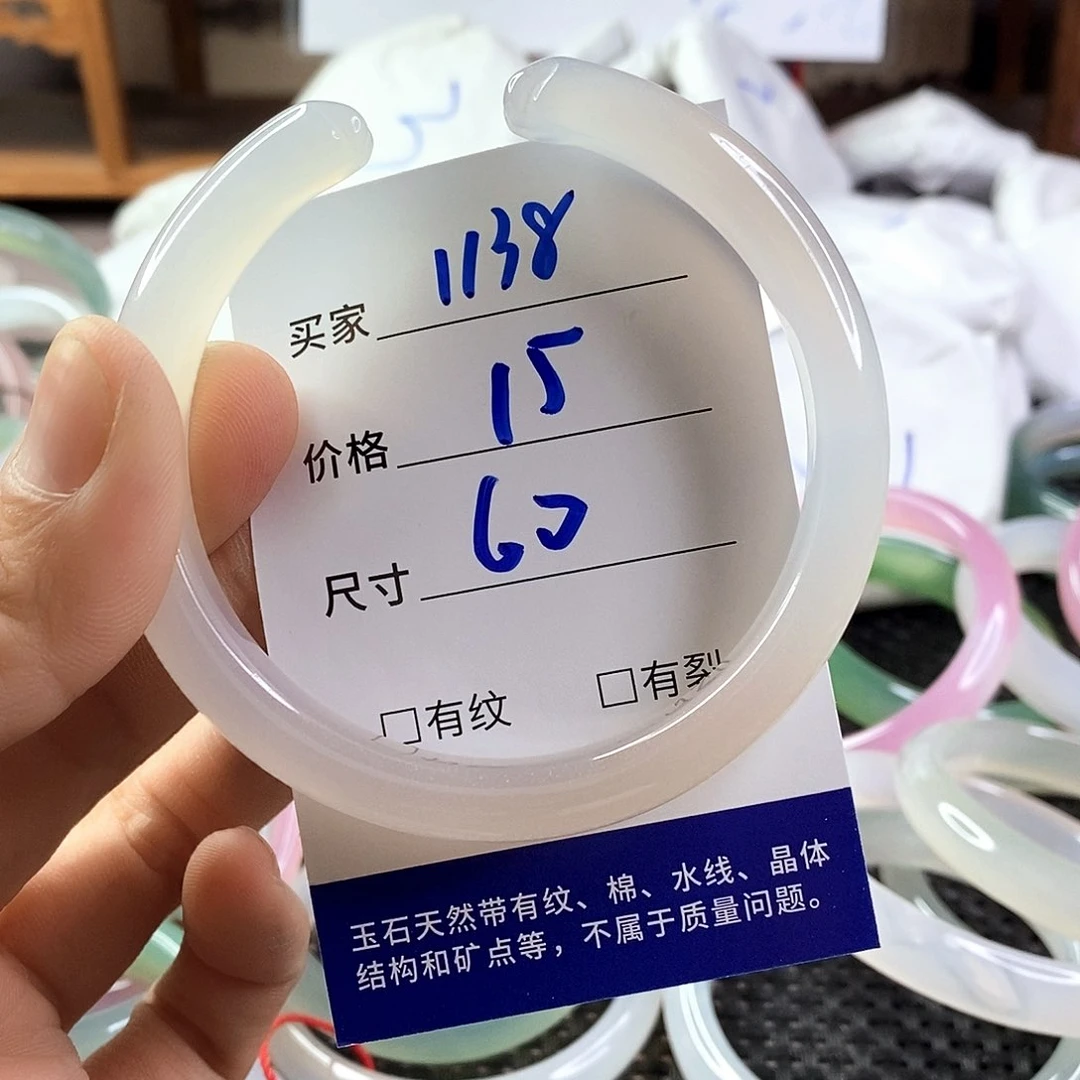 买家 1138
价格 15
尺寸 60
□有纹 □有裂
玉石天然带有纹、棉、水线、晶体
结构和矿点等，不属于质量问题。